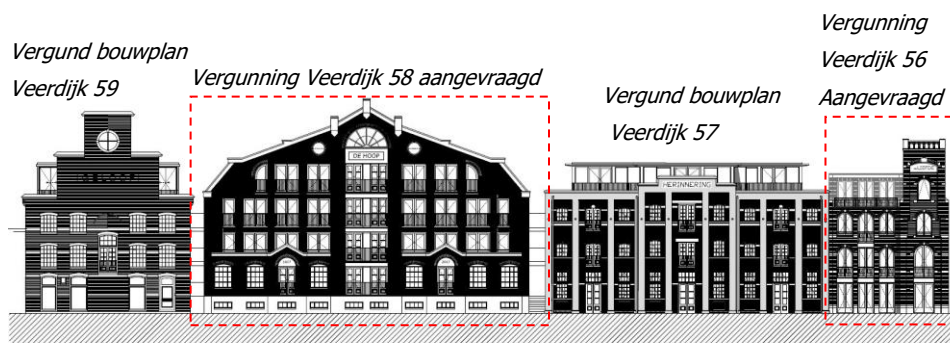 Vergund bouwplan
Veerdijk 59
Vergunning Veerdijk 58 aangevraagd
Vergund bouwplan
Veerdijk 57
Vergunning
Veerdijk 56
Aangevraagd
DE HOOP
HERINNERING